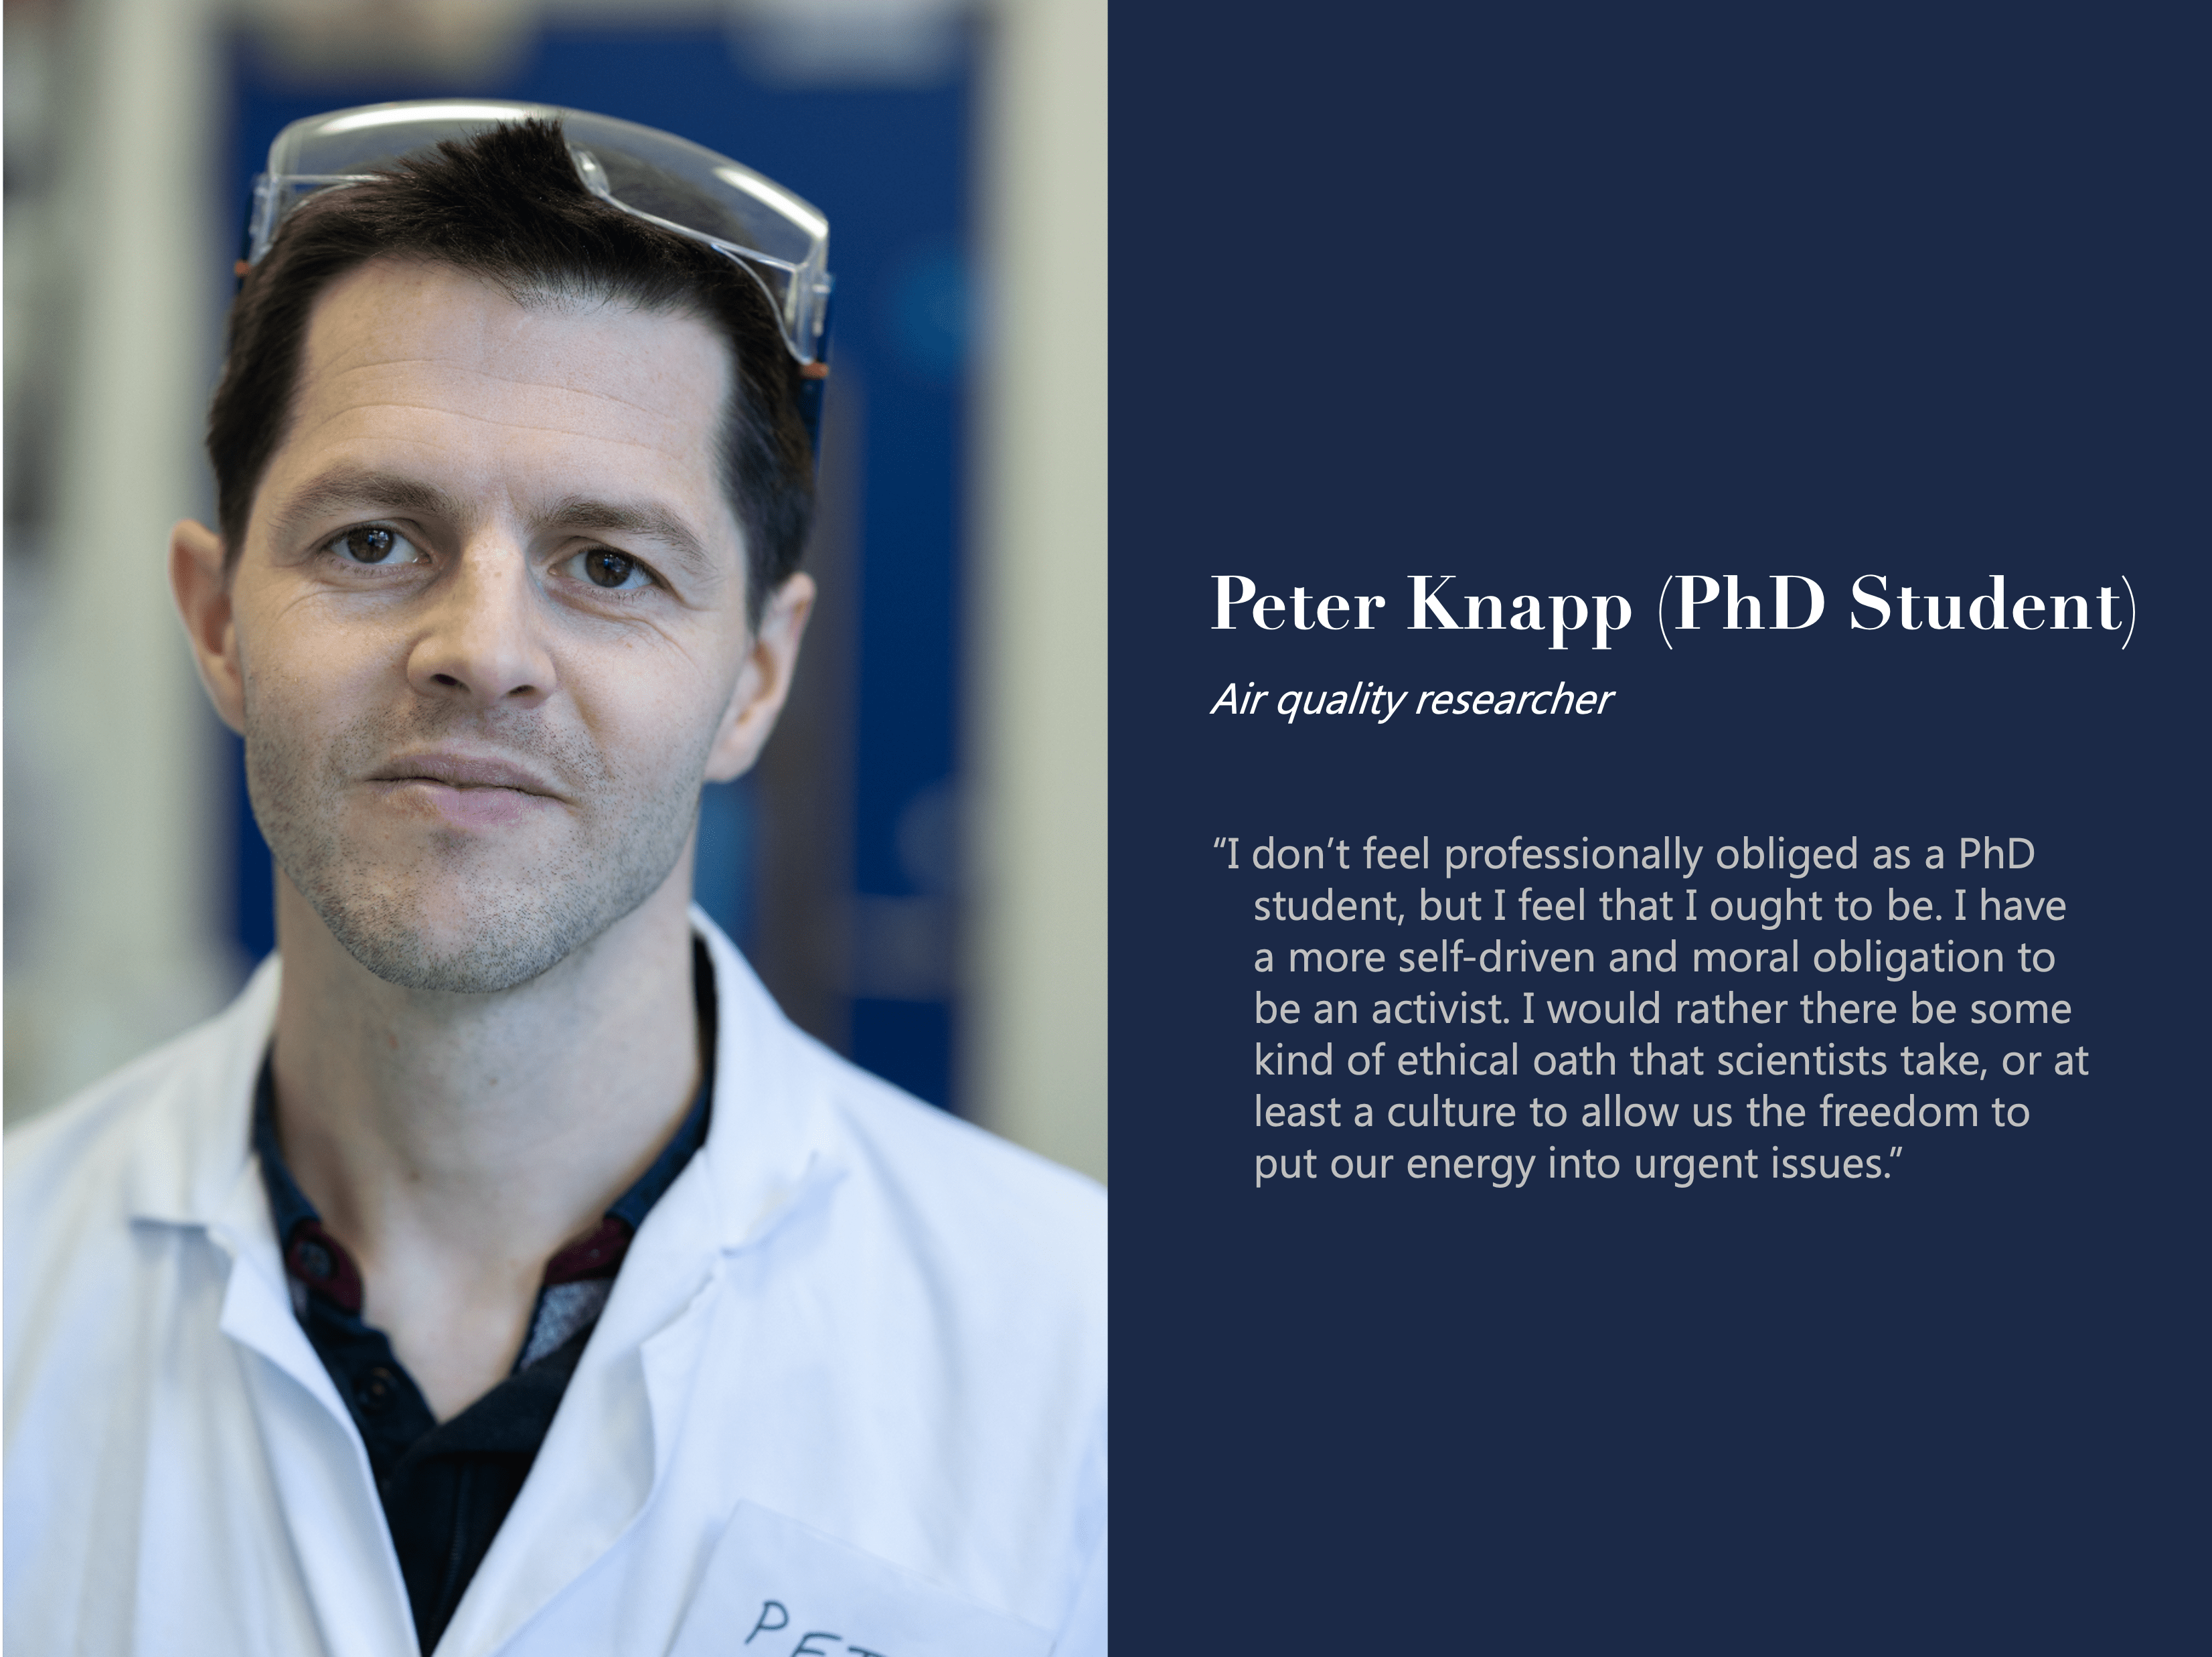 Peter Knapp (PhD Student)
Air quality researcher
“I don’t feel professionally obliged as a PhD
student, but I feel that I ought to be. I have
a more self-driven and moral obligation to
be an activist. I would rather there be some
kind of ethical oath that scientists take, or at
least a culture to allow us the freedom to
put our energy into urgent issues.”
PET